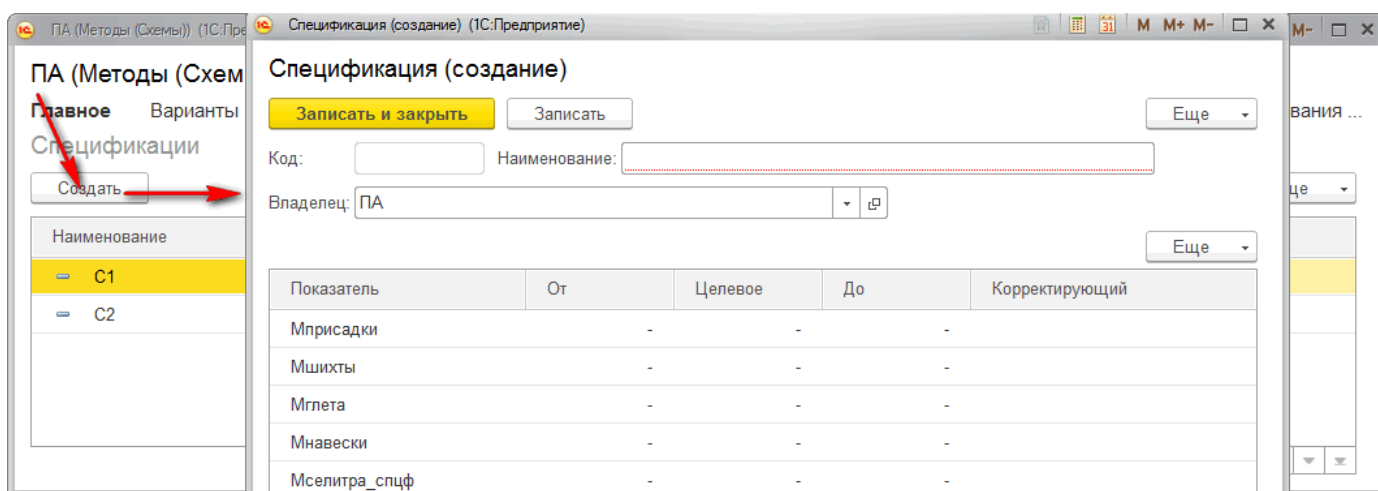 ПА (Методы (Схемы)) (1С:Пре
Спецификация (создание) (1С:Предприятие)
31 M M+ M-
M-
ПА (Методы (Схем
Спецификация (создание)
Главное Варианты
Записать и закрыть Записать Еще
вания ...
Спецификации
Код: Наименование:
Создать
ще
Владелец: ПА
Наименование
Еще
С1
С2
Показатель От Целевое До Корректирующий
Мприсадки - - -
Мшихты - - -
Мглета - - -
Мнавески - - -
Мселитра_спцф - - -